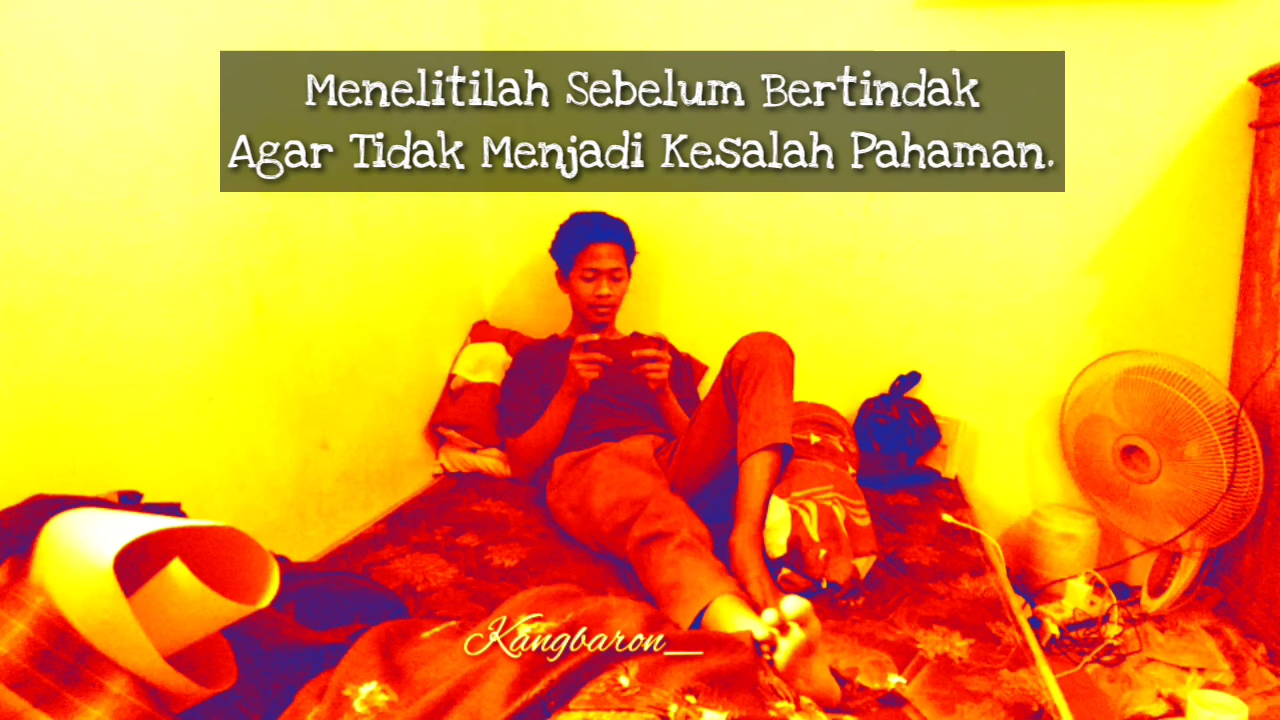 Menelitilah Sebelum Bertindak
Agar Tidak Menjadi Kesalah Pahaman.
Kangbaron__